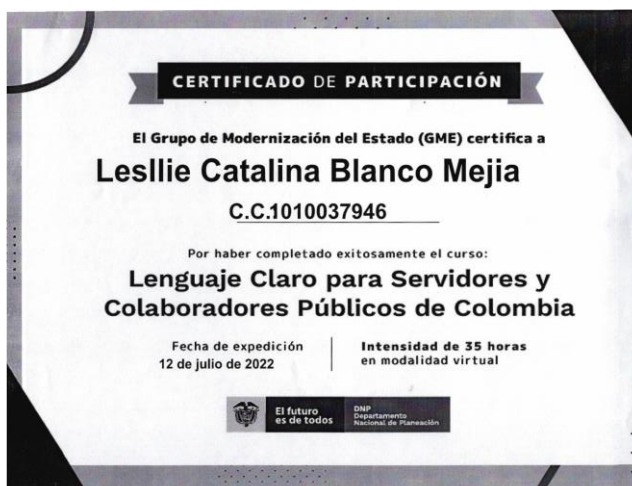 CERTIFICADO DE PARTICIPACIÓN
El Grupo de Modernización del Estado (GME) certifica a
Lesllie Catalina Blanco Mejia
C.C.1010037946
Por haber completado exitosamente el curso:
Lenguaje Claro para Servidores y
Colaboradores Públicos de Colombia
Fecha de expedición
12 de julio de 2022
Intensidad de 35 horas
en modalidad virtual
El futuro
es de todos
DNP
Departamento
Nacional de Planeación